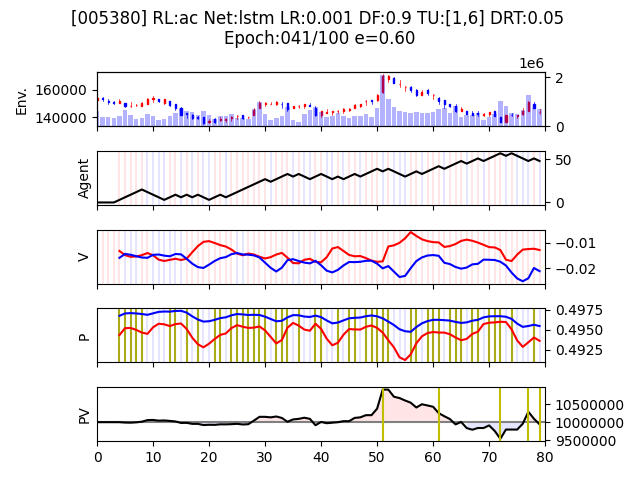 [005380] RL:ac Net:lstm LR:0.001 DF:0.9 TU:[1,6] DRT:0.05
Epoch:041/100 e=0.60
1e6
Env.
160000
140000
2
0
Agent
50
0
V
−0.01
−0.02
P
0.4975
0.4950
0.4925
PV
10500000
10000000
9500000
0 10 20 30 40 50 60 70 80